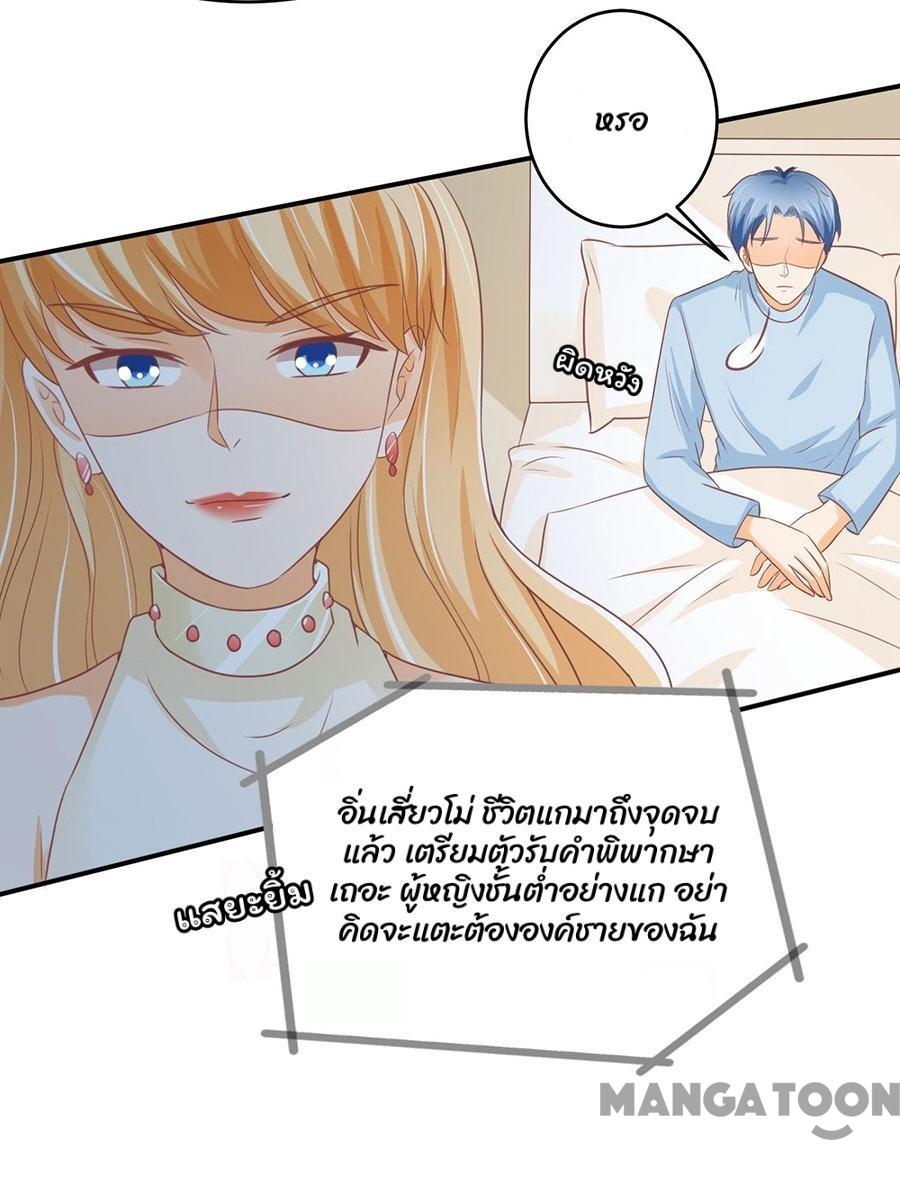 หรอ
ผิดหวัง
อิ่นเสี่ยวโม่ ชีวิตแกมาถึงจุดจบ
แล้ว เตรียมตัวรับคำพิพากษา
เถอะ ผู้หญิงชั้นต่ำอย่างแก อย่า
คิดจะแตะต้ององค์ชายของฉัน
แสยะยิ้ม
MANGATOON